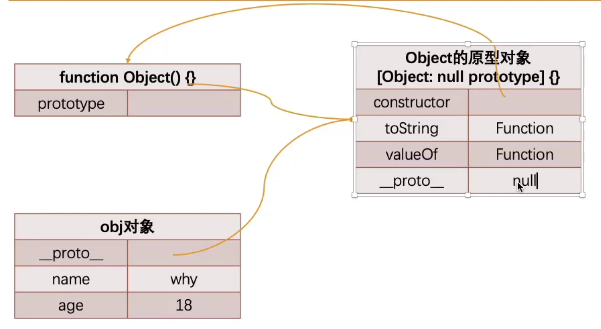 function Object() {}
prototype
Object的原型对象
[Object: null prototype] {}
constructor
toString Function
valueOf Function
__proto__ null
obj对象
__proto__
name why
age 18